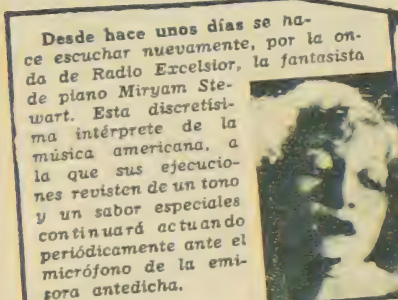 Desde hace unos días se ha-
ce escuchar nuevamente, por la on-
da de Radio Excelsior, la fantasista
de piano Miryam Ste-
wart. Esta discretísi-
ma intérprete de la
música americana, a
la que sus ejecucio-
nes revisten de un tono
y un sabor especiales
continuará actuando
periódicamente ante el
micrófono de la emi-
sora antedicha.